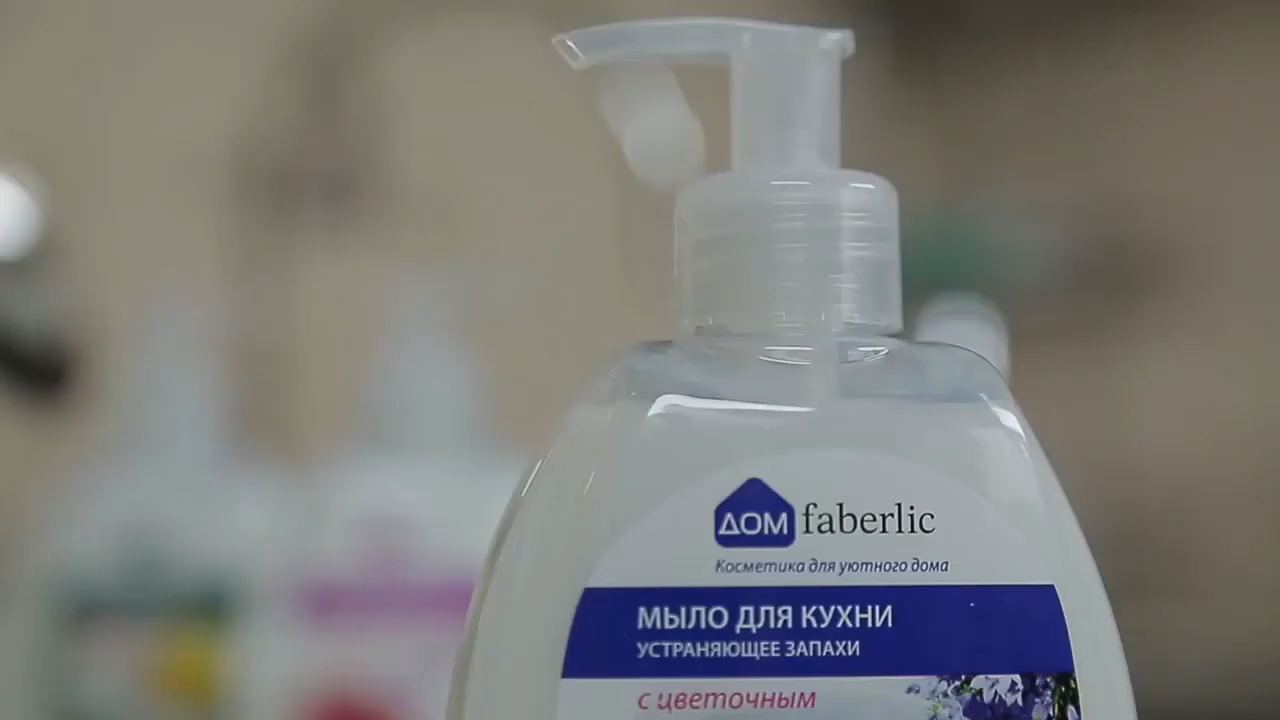 ДОМ faberlic
Косметика для уютного дома
МЫЛО ДЛЯ КУХНИ
УСТРАНЯЮЩЕЕ ЗАПАХИ
с цветочным